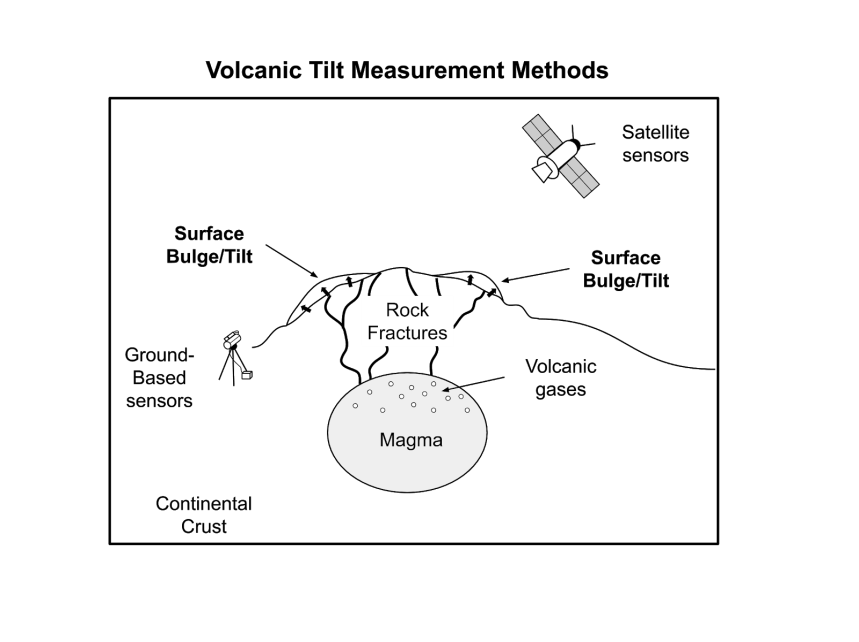 Volcanic Tilt Measurement Methods
Satellite
sensors
Surface
Bulge/Tilt
Surface
Bulge/Tilt
Rock
Fractures
Ground-
Based
sensors
Volcanic
gases
Magma
Continental
Crust